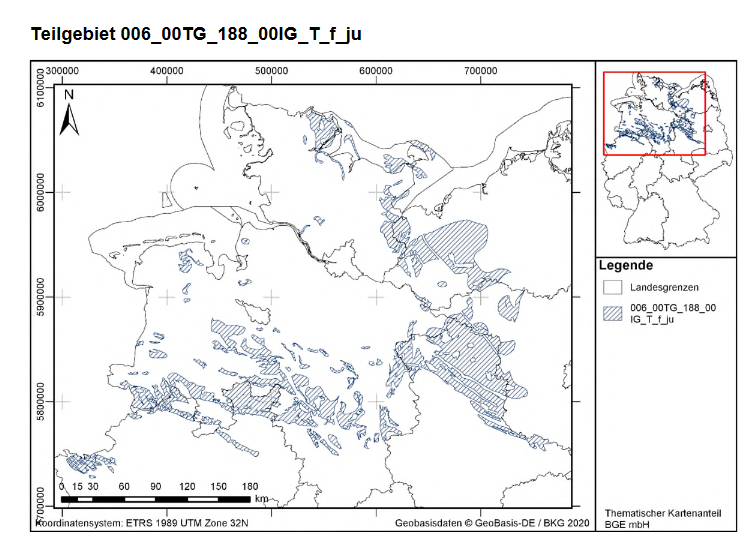 Teilgebiet 006_00TG_188_00IG_T_f_ju
300000 400000 500000 600000 700000
6100000
6000000
5900000
5800000
5700000
N
0 15 30 60 90 120 150 180
km
Koordinatensystem: ETRS 1989 UTM Zone 32N
Geobasisdaten © GeoBasis-DE / BKG 2020
Legende
Landesgrenzen
006_00TG_188_00
IG_T_f_ju
Thematischer Kartenanteil
BGE mbH